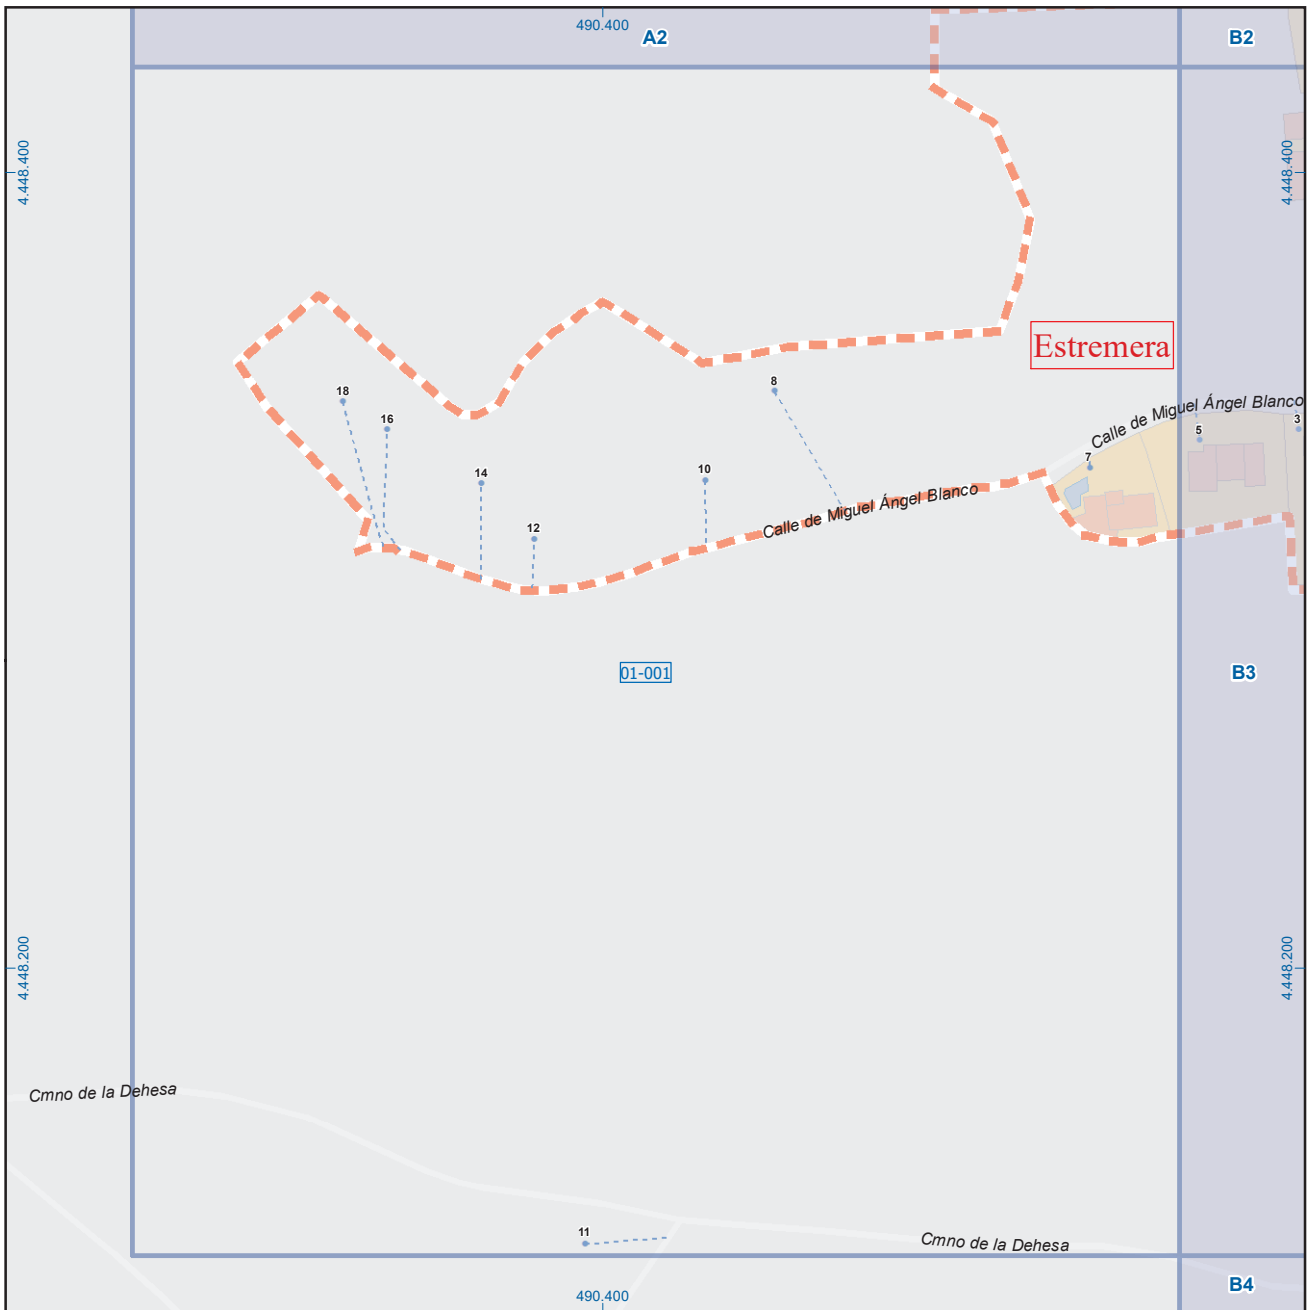 490.400
A2
B2
4.448.400
4.448.400
Estremera
8
18
16
Calle de Miguel Ángel Blanco
3
5
7
14
10
Calle de Miguel Ángel Blanco
12
01-001
B3
4.448.200
4.448.200
Cmno de la Dehesa
11
Cmno de la Dehesa
B4
490.400